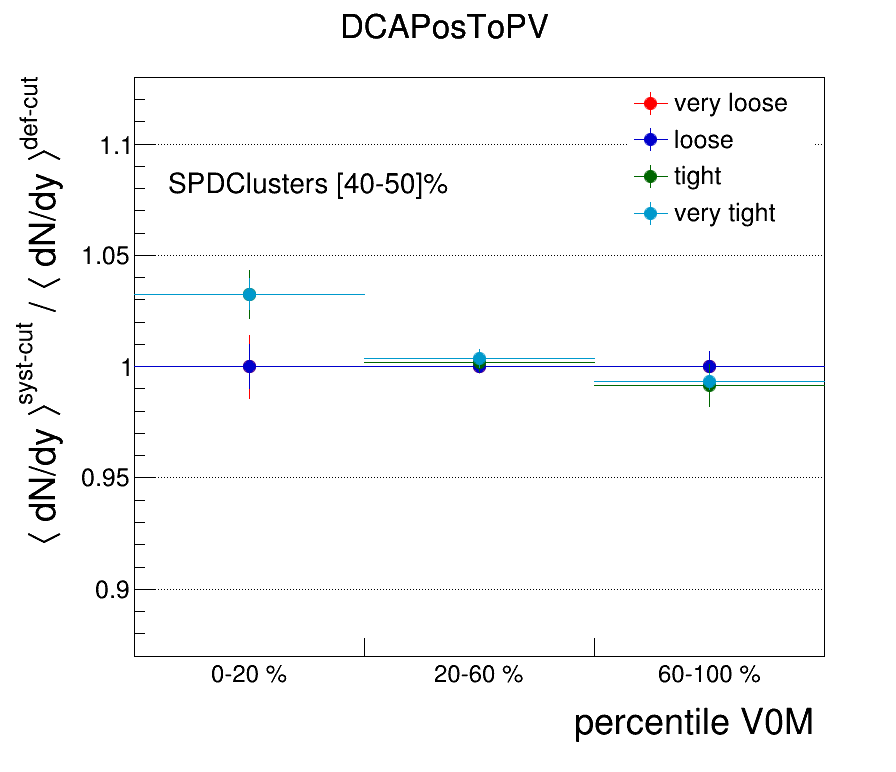 DCAPosToPV
⟨ dN/dy ⟩^syst-cut / ⟨ dN/dy ⟩^def-cut
1.1
1.05
1
0.95
0.9
SPDClusters [40-50]%
very loose
loose
tight
very tight
0-20 %
20-60 %
60-100 %
percentile V0M